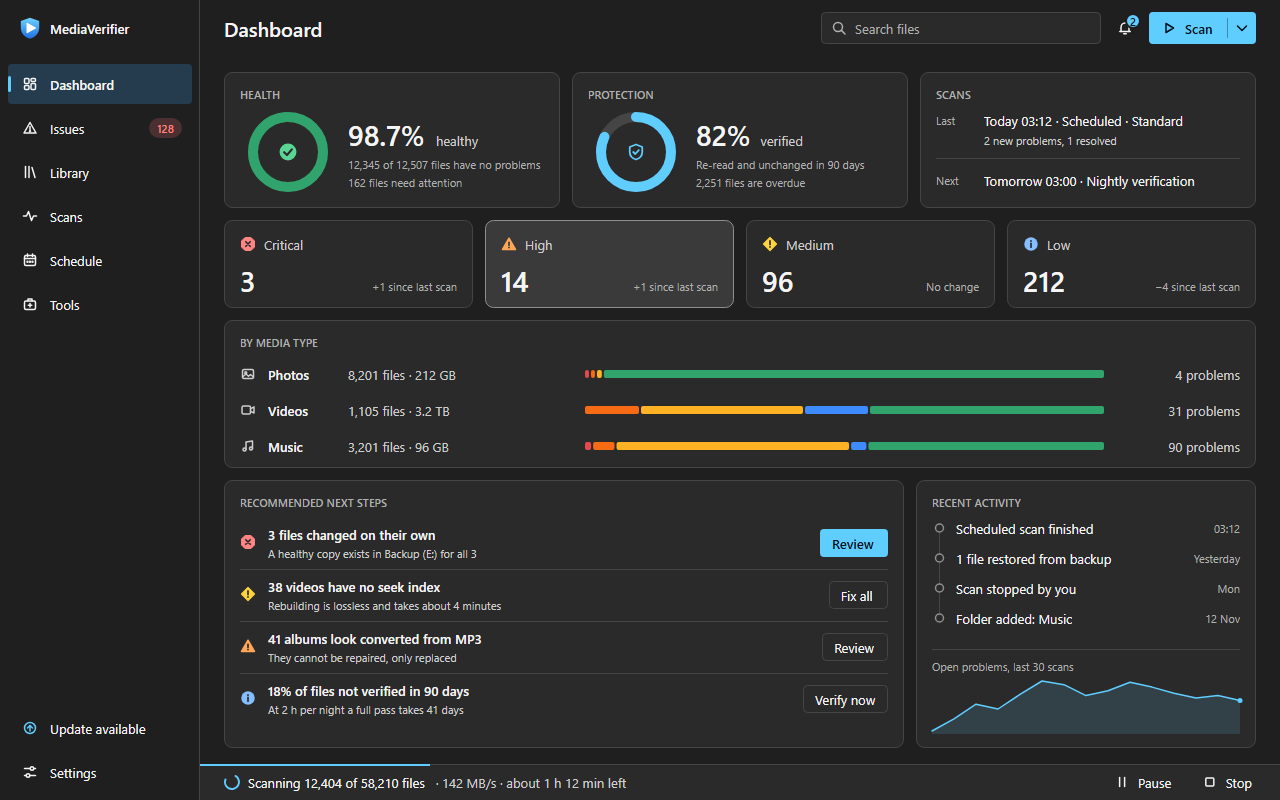 MediaVerifier
Dashboard
Issues 128
Library
Scans
Schedule
Tools
Update available
Settings
Dashboard
Search files
2
Scan
HEALTH
98.7% healthy
12,345 of 12,507 files have no problems
162 files need attention
PROTECTION
82% verified
Re-read and unchanged in 90 days
2,251 files are overdue
SCANS
Last Today 03:12 · Scheduled · Standard
2 new problems, 1 resolved
Next Tomorrow 03:00 · Nightly verification
Critical
3 +1 since last scan
High
14 +1 since last scan
Medium
96 No change
Low
212 −4 since last scan
BY MEDIA TYPE
Photos 8,201 files · 212 GB 4 problems
Videos 1,105 files · 3.2 TB 31 problems
Music 3,201 files · 96 GB 90 problems
RECOMMENDED NEXT STEPS
3 files changed on their own
A healthy copy exists in Backup (E:) for all 3
Review
38 videos have no seek index
Rebuilding is lossless and takes about 4 minutes
Fix all
41 albums look converted from MP3
They cannot be repaired, only replaced
Review
18% of files not verified in 90 days
At 2 h per night a full pass takes 41 days
Verify now
RECENT ACTIVITY
Scheduled scan finished 03:12
1 file restored from backup Yesterday
Scan stopped by you Mon
Folder added: Music 12 Nov
Open problems, last 30 scans
Scanning 12,404 of 58,210 files · 142 MB/s · about 1 h 12 min left
Pause
Stop